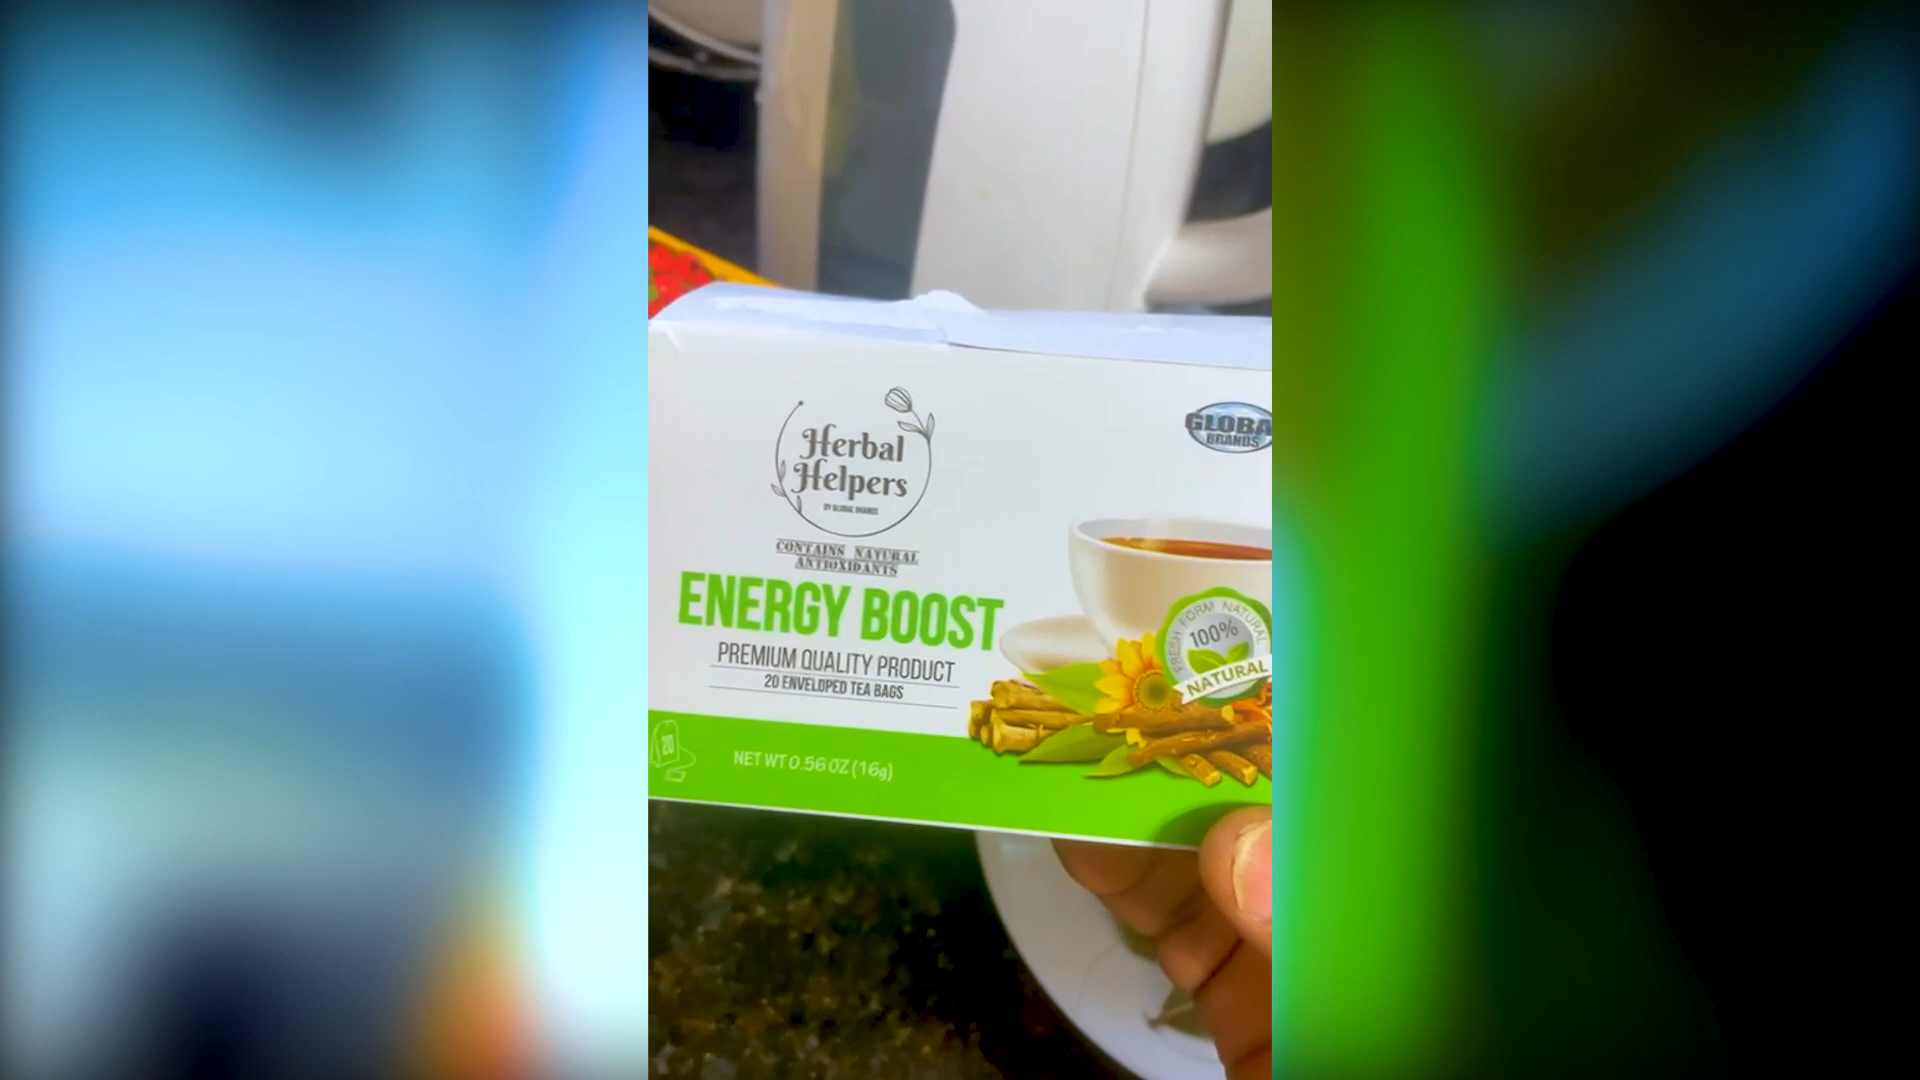 Herbal
Helpers
BY GLOBAL BRANDS
CONTAINS NATURAL
ANTIOXIDANTS
ENERGY BOOST
PREMIUM QUALITY PRODUCT
20 ENVELOPED TEA BAGS
20
NET WT 0.56 OZ (16g)
GLOBA
BRANDS
FRESH FORM NATURAL
100%
NATURAL